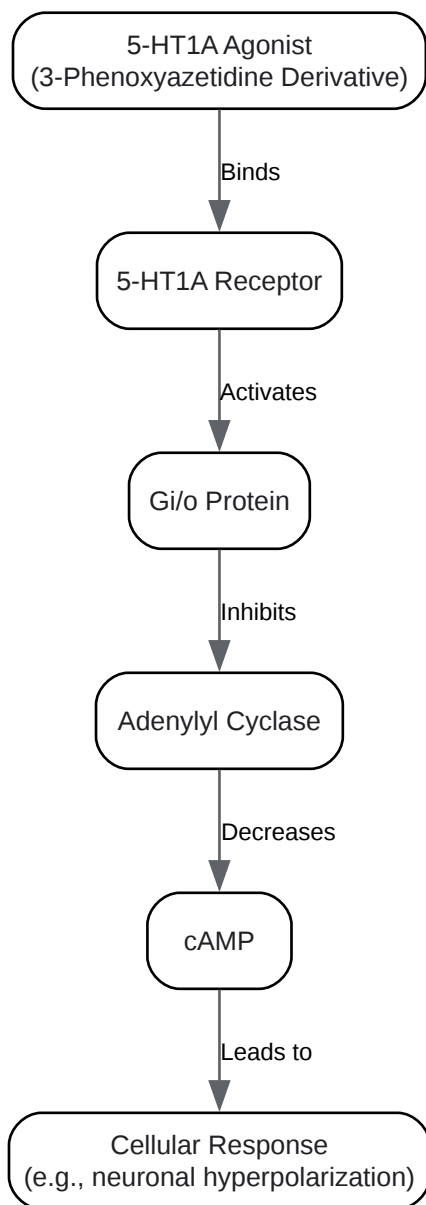 5-HT1A Agonist
(3-Phenoxyazetidine Derivative)
Binds
5-HT1A Receptor
Activates
Gi/o Protein
Inhibits
Adenylyl Cyclase
Decreases
cAMP
Leads to
Cellular Response
(e.g., neuronal hyperpolarization)